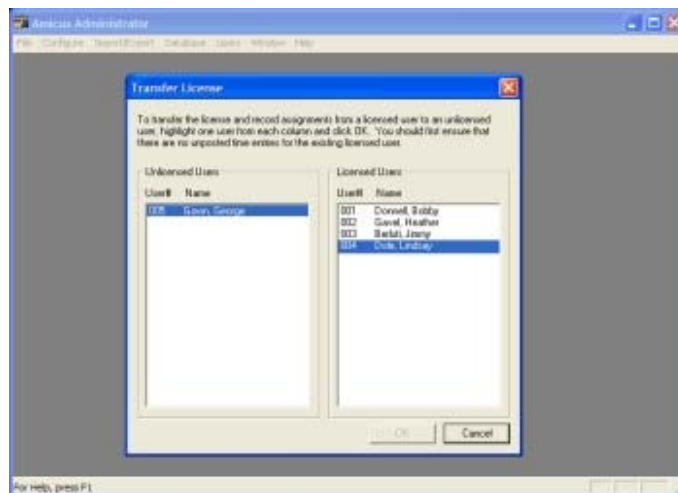 Amicus Administrator
File Configure Import/Export Database Users Window Help
Transfer License
To transfer the license and record assignments from a licensed user to an unlicensed
user, highlight one user from each column and click OK. You should first ensure that
there are no unposted time entries for the existing licensed user.
Unlicensed Users
User# Name
005 Gavin, George
Licensed Users
User# Name
001 Donnell, Bobby
002 Gavel, Heather
003 Berluti, Jimmy
004 Dole, Lindsay
OK Cancel
For Help, press F1